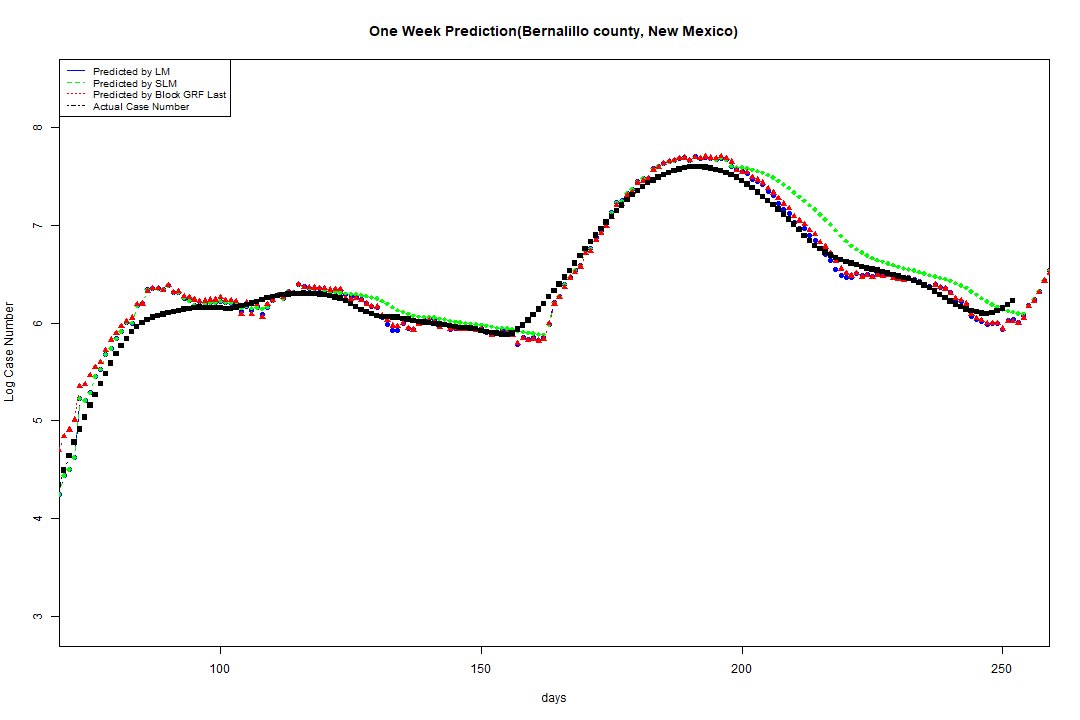 One Week Prediction(Bernalillo county, New Mexico)
Predicted by LM
Predicted by SLM
Predicted by Block GRF Last
Actual Case Number
8
7
6
5
4
3
Log Case Number
100 150 200 250
days